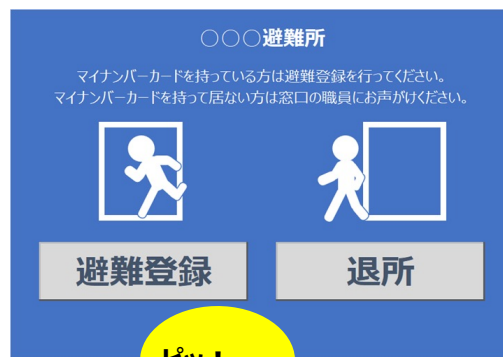 ○○○避難所
マイナンバーカードを持っている方は避難登録を行ってください。
マイナンバーカードを持って居ない方は窓口の職員にお声がけください。
避難登録
退所
ピッ!